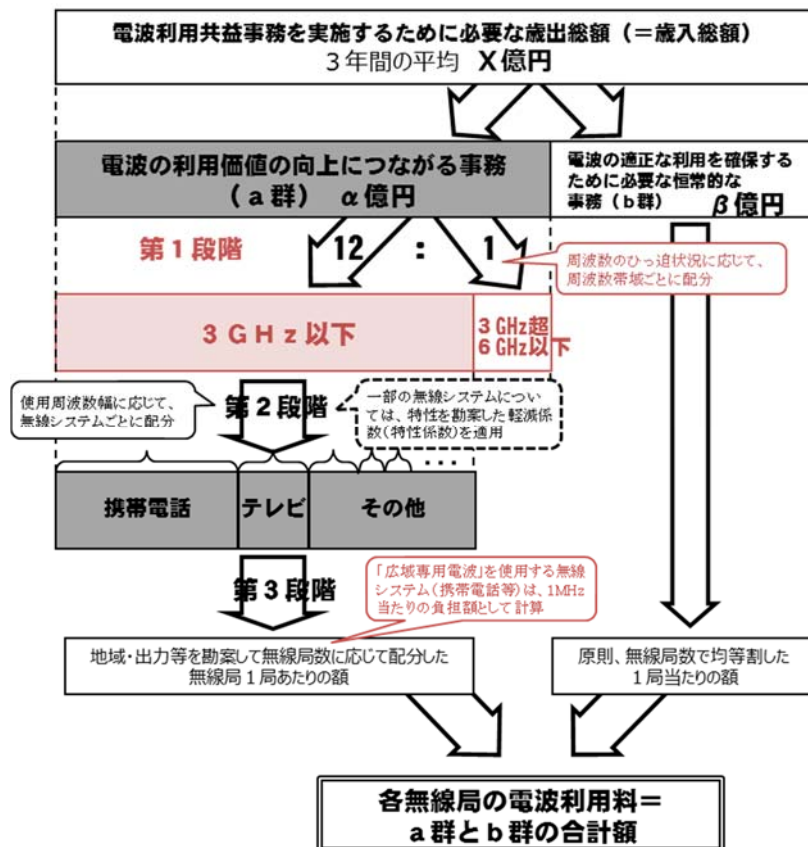 電波利用共益事務を実施するために必要な歳出総額（＝歳入総額）
３年間の平均 X億円
電波の利用価値の向上につながる事務
（ａ群） α億円
電波の適正な利用を確保する
ために必要な恒常的な
事務（ｂ群） β億円
第１段階
12 : 1
周波数のひっ迫状況に応じて、
周波数帯域ごとに配分
３ＧＨｚ以下
３GHz超
６GHz以下
使用周波数幅に応じて、
無線システムごとに配分
第２段階
一部の無線システムについ
ては、特性を勘案した軽減係
数（特性係数）を適用
・・・
携帯電話
テレビ
その他
第３段階
「広域専用電波」を使用する無線
システム（携帯電話等）は、1MHz
当たりの負担額として計算
地域・出力等を勘案して無線局数に応じて配分した
無線局１局あたりの額
原則、無線局数で均等割した
１局当たりの額
各無線局の電波利用料＝
ａ群とｂ群の合計額